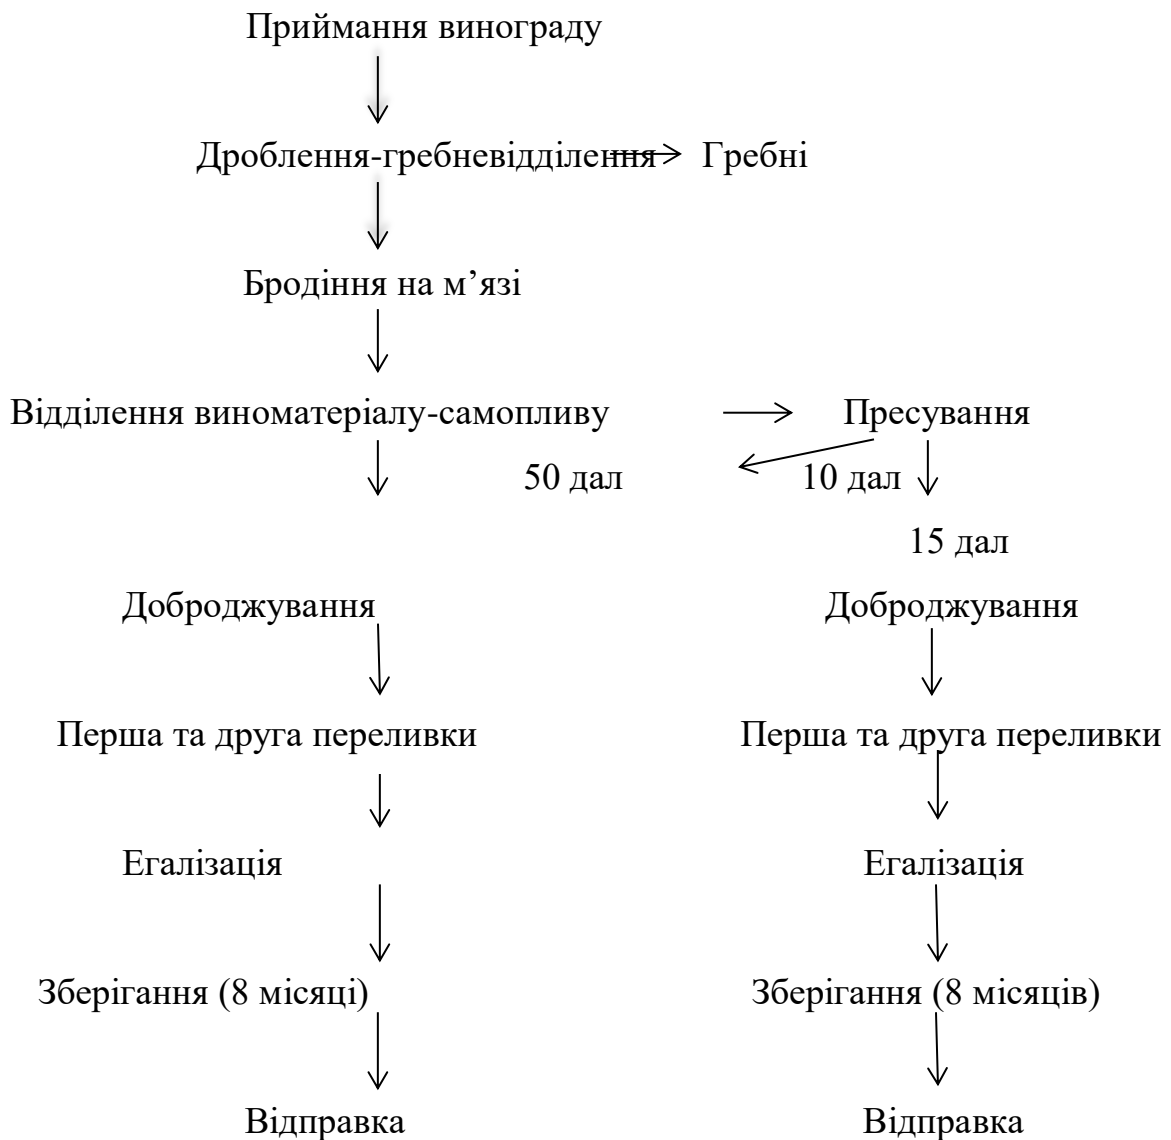 Приймання винограду
Дроблення-гребневідділення Гребні
Бродіння на м’язі
Відділення виноматеріалу-самопливу Пресування
50 дал 10 дал
15 дал
Доброджування Доброджування
Перша та друга переливки Перша та друга переливки
Егалізація Егалізація
Зберігання (8 місяці) Зберігання (8 місяців)
Відправка Відправка